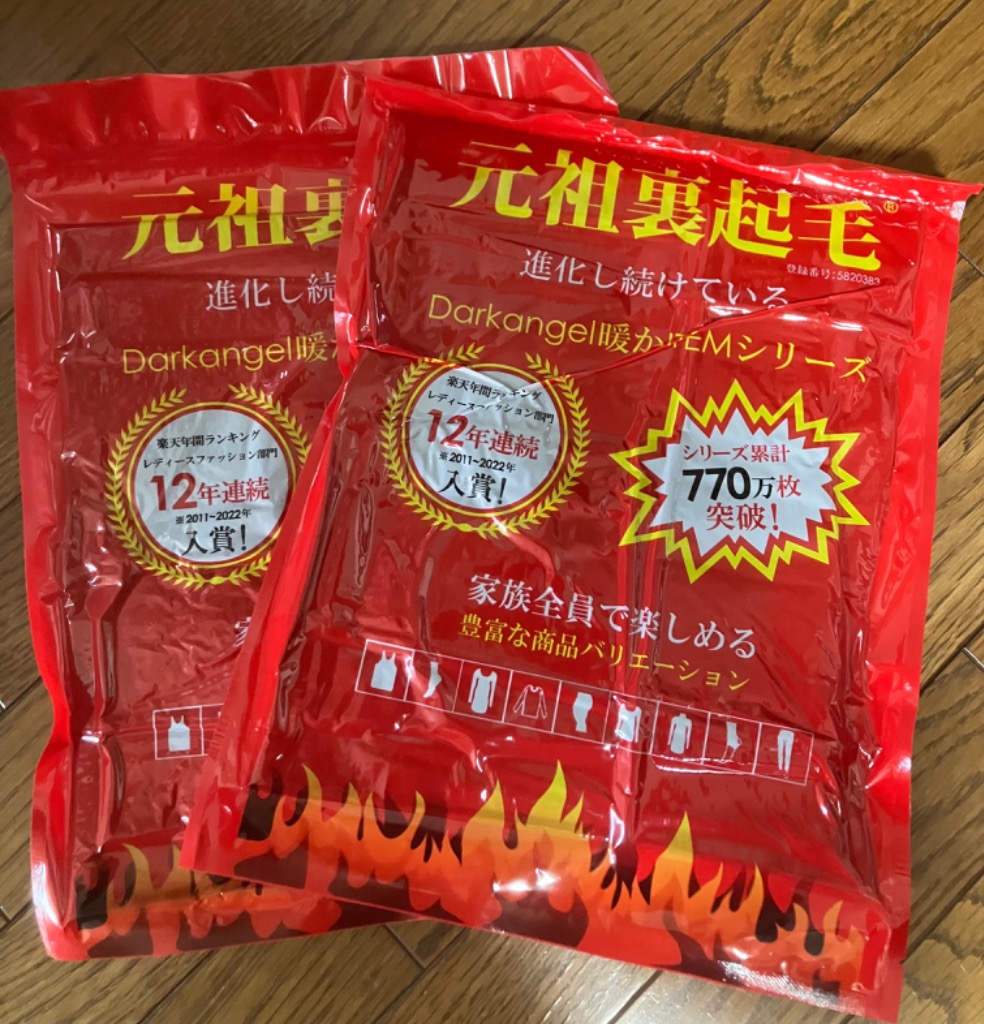 元祖裏
進化し続
Darkangel暖か
楽天年間ランキング
レディースファッション部門
12年連続
※2011~2022年
入賞!
元祖裏起毛®
登録番号:5820383
進化し続けている
Darkangel暖かEMシリーズ
楽天年間ランキング
レディースファッション部門
12年連続
※2011~2022年
入賞!
シリーズ累計
770万枚
突破!
家族全員で楽しめる
豊富な商品バリエーション